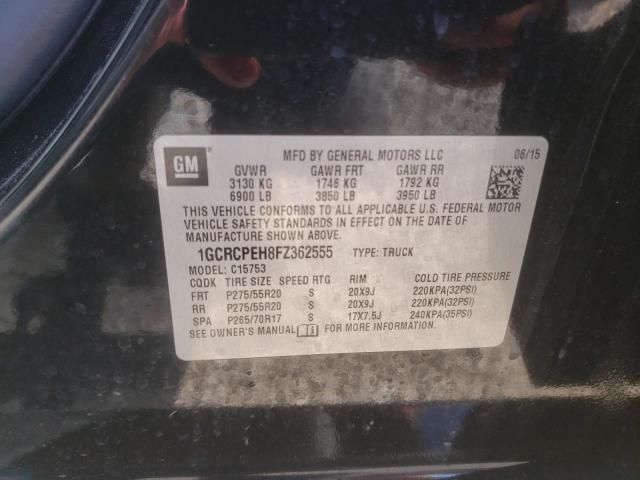 GM
MFD BY GENERAL MOTORS LLC 06/15
GVWR GAWR FRT GAWR RR
3130 KG 1746 KG 1792 KG
6900 LB 3850 LB 3950 LB
THIS VEHICLE CONFORMS TO ALL APPLICABLE U.S. FEDERAL MOTOR
VEHICLE SAFETY STANDARDS IN EFFECT ON THE DATE OF
MANUFACTURE SHOWN ABOVE.
1GCRCPEH8FZ362555 TYPE: TRUCK
MODEL: C15753
CQDK TIRE SIZE SPEED RTG RIM COLD TIRE PRESSURE
FRT P275/55R20 S 20X9J 220KPA(32PSI)
RR P275/55R20 S 20X9J 220KPA(32PSI)
SPA P265/70R17 S 17X7.5J 240KPA(35PSI)
SEE OWNER'S MANUAL FOR MORE INFORMATION.